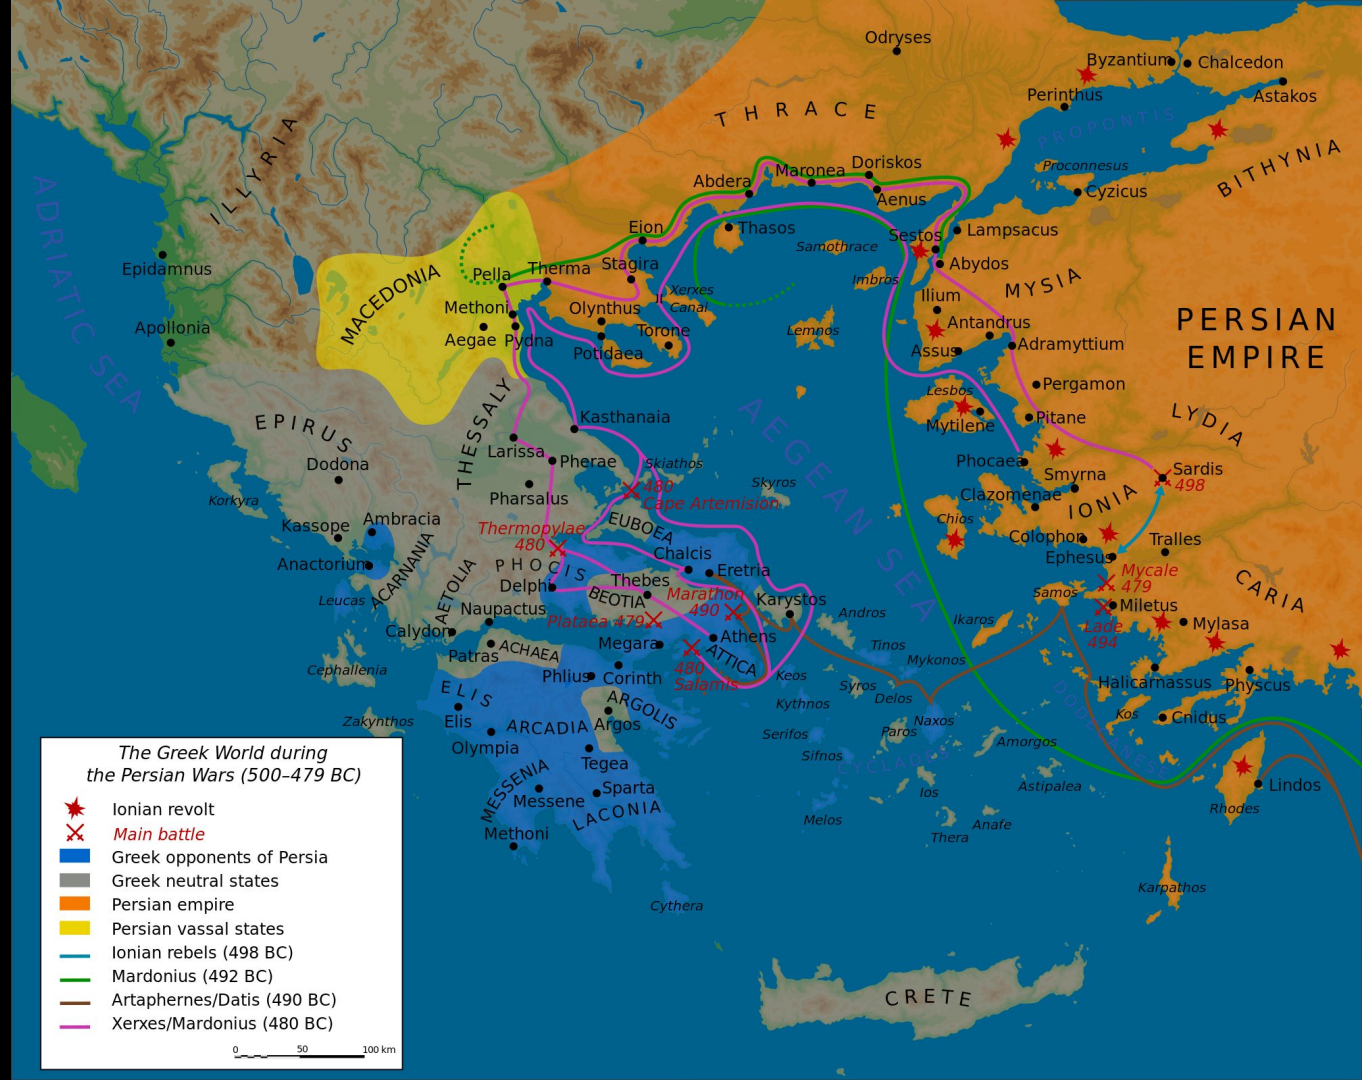 Odryses
Byzantium
Chalcedon
Perinthus
Astakos
THRACE
PROPONTIS
ILLYRIA
BITHYNIA
Proconnesus
Doriskos
Maronea
Abdera
Cyzicus
Aenus
ADRIATIC SEA
Eion
Thasos
Samothrace
Sestos
Lampsacus
Epidamnus
MACEDONIA
Pella
Therma
Stagira
Abydos
Imbros
MYSIA
Xerxes
Canal
Ilium
Methoni
Olynthus
Apollonia
Torone
Lemnos
Antandrus
PERSIAN
EMPIRE
Aegae
Pydna
Potidaea
Assus
Adramyttium
Pergamon
Lesbos
THESSALY
Kasthanaia
AEGEAN SEA
Mytilene
Pitane
LYDIA
EPIRUS
Larissa
Pherae
Skiathos
Phocaea
Dodona
Sardis
498
Smyrna
Skyros
480
Cape Artemision
Pharsalus
Korkyra
Clazomenae
IONIA
Kassope
Ambracia
Thermopylae
480
EUBOEA
Chios
Colophon
Tralles
Anactorium
ACARNANIA
PHOCIS
Chalcis
Eretria
Ephesus
Mycale
479
AETOLIA
Delphi
Thebes
BEOTIA
Marathon
490
Karystos
Samos
CARIA
Leucas
Naupactus
Plataea 479
Andros
Ikaros
Miletus
Lade
494
Mylasa
Calydon
Patras
ACHAEA
Megara
Athens
ATTICA
Tinos
Mykonos
Cephallenia
Phlius
Corinth
480
Salamis
Keos
Syros
Delos
Halicarnassus
Physcus
ELIS
Elis
ARGOLIS
Argos
Kythnos
DODECANESE
Kos
Cnidus
Zakynthos
ARCADIA
Olympia
Serifos
Paros
Naxos
Tegea
Sifnos
CYCLADES
Amorgos
MESSENIA
Messene
Sparta
LACONIA
Ios
Astipalea
Lindos
Rhodes
Methoni
Melos
Anafe
Thera
Karpathos
Cythera
CRETE
The Greek World during
the Persian Wars (500–479 BC)
Ionian revolt
Main battle
Greek opponents of Persia
Greek neutral states
Persian empire
Persian vassal states
Ionian rebels (498 BC)
Mardonius (492 BC)
Artaphernes/Datis (490 BC)
Xerxes/Mardonius (480 BC)
0 50 100 km